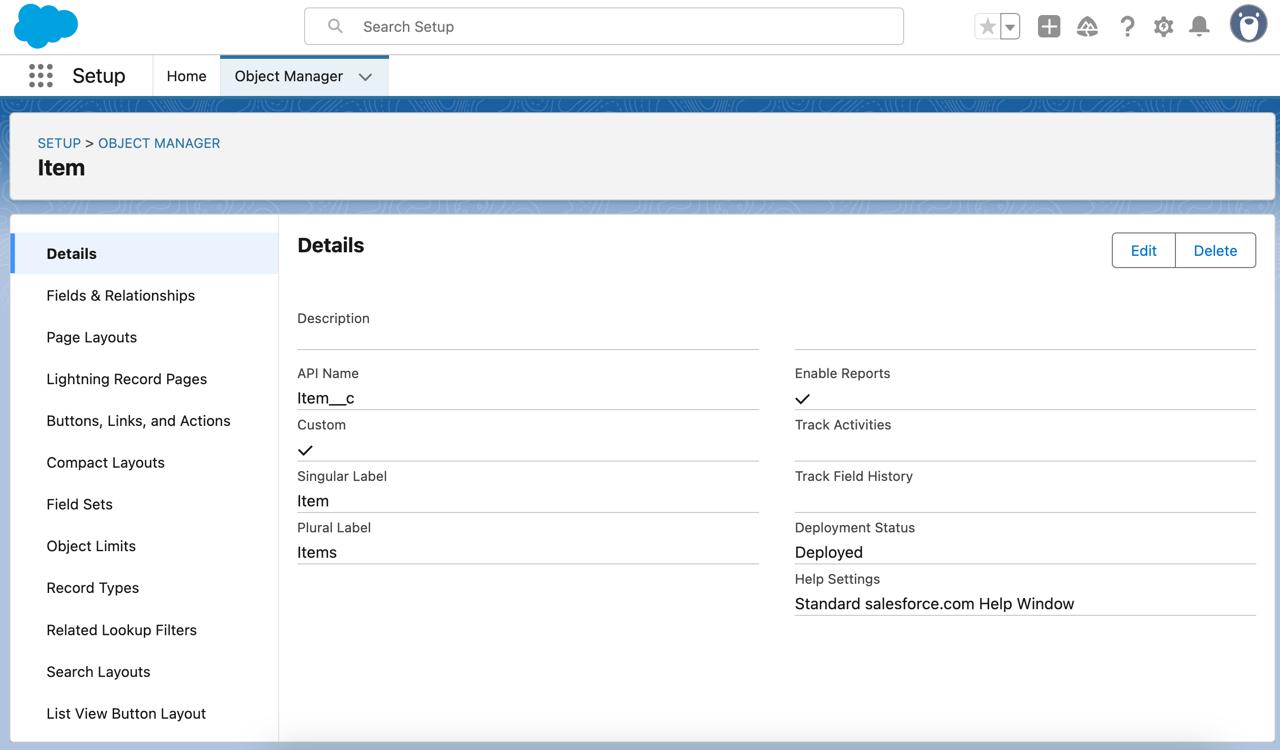 Search Setup
Setup
Home
Object Manager
SETUP > OBJECT MANAGER
Item
Details
Fields & Relationships
Page Layouts
Lightning Record Pages
Buttons, Links, and Actions
Compact Layouts
Field Sets
Object Limits
Record Types
Related Lookup Filters
Search Layouts
List View Button Layout
Details
Edit
Delete
Description
API Name
Item__c
Custom
Singular Label
Item
Plural Label
Items
Enable Reports
Track Activities
Track Field History
Deployment Status
Deployed
Help Settings
Standard salesforce.com Help Window